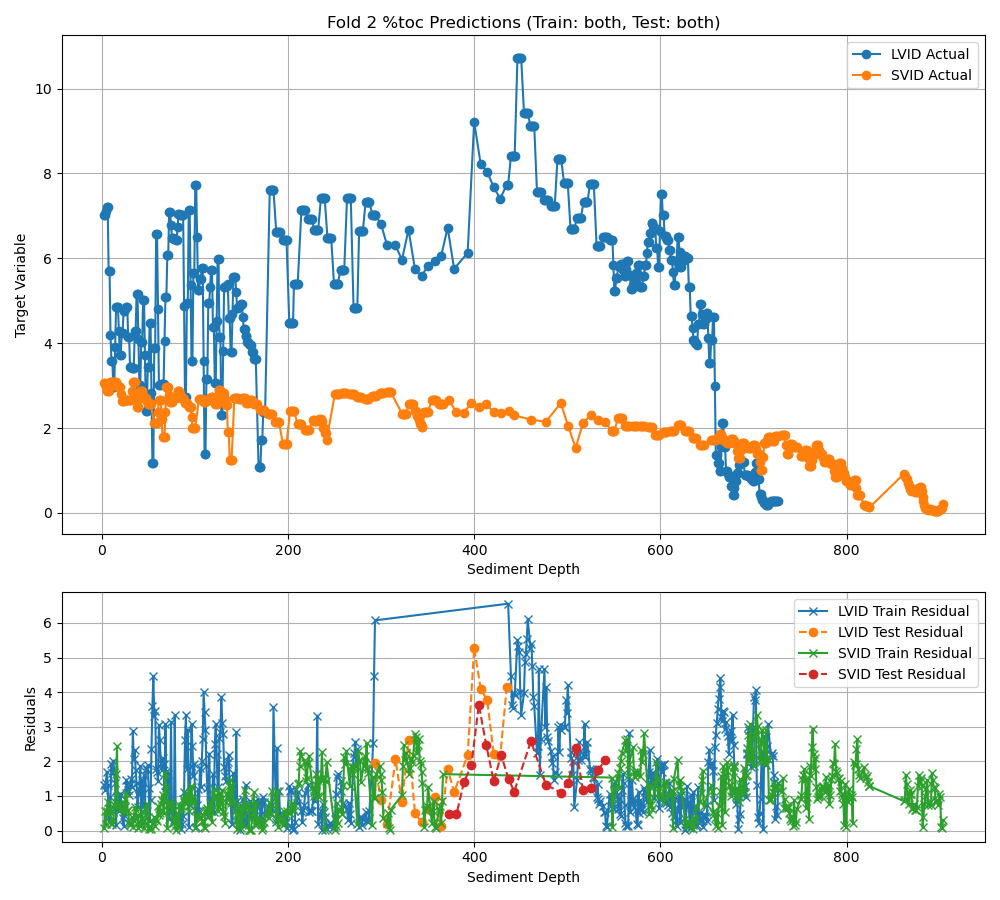 Fold 2 %toc Predictions (Train: both, Test: both)
LVID Actual
SVID Actual
Target Variable
10
8
6
4
2
0
0 200 400 600 800
Sediment Depth
LVID Train Residual
LVID Test Residual
SVID Train Residual
SVID Test Residual
Residuals
6
5
4
3
2
1
0
0 200 400 600 800
Sediment Depth